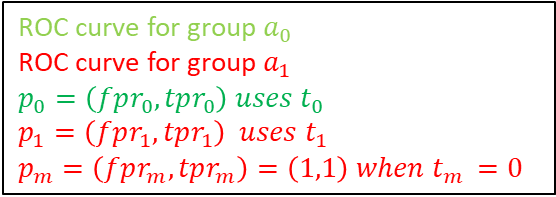 ROC curve for group a₀
ROC curve for group a₁
p₀ = (fpr₀, tpr₀) uses t₀
p₁ = (fpr₁, tpr₁) uses t₁
pₘ = (fprₘ, tprₘ) = (1,1) when tₘ = 0